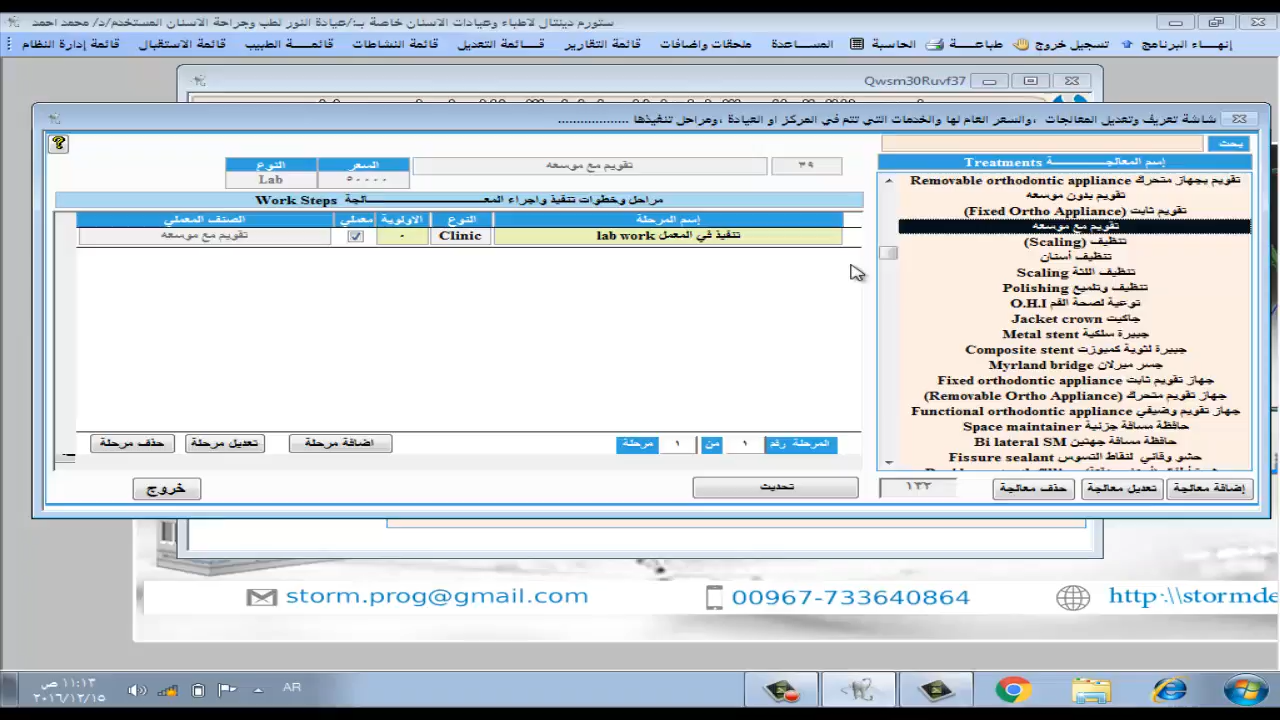 ستورم دينتال لاطباء وعيادات الاسنان خاصة بـ:/عيادة النور لطب وجراحة الاسنان المستخدم/د/ محمد احمد
إنهـــاء البرنامج تسجيل خروج طباعـــــة الحاسبة المســـاعدة ملحقات واضافات قائمة التقارير قــائمة التعديل قائمة النشاطات قائمــــة الطبيب قائمة الاستقبال قائمة إدارة النظام
Qwsm30Ruvf37
شاشة تعريف وتعديل المعالجات ،والسعر العام لها والخدمات التي تتم في المركز او العيادة ،ومراحل تنفيذها ....................
بحث
إسم المعالجـــــــــــة Treatments
تقويم بجهاز متحرك Removable orthodontic appliance
تقويم بدون موسعه
تقويم ثابت (Fixed Ortho Appliance)
تقويم مع موسعه
تنظيف (Scaling)
تنظيف أسنان
تنظيف اللثة Scaling
تنظيف وتلميع Polishing
توعية لصحة الفم O.H.I
جاكيت Jacket crown
جبيرة سلكية Metal stent
جبيرة لثوية كمبوزت Composite stent
جسر ميرلان Myrland bridge
جهاز تقويم ثابت Fixed orthodontic appliance
جهاز تقويم متحرك (Removable Ortho Appliance)
جهاز تقويم وضيفي Functional orthodontic appliance
حافظة مسافة جزئية Space maintainer
حافظة مسافة جهتين Bi lateral SM
حشو وقائي لنقاط التسوس Fissure sealant
إضافة معالجة تعديل معالجة حذف معالجة ١٢٢
٣٩ تقويم مع موسعه
السعر النوع
٥٠٠٠٠ Lab
مراحل وخطوات تنفيذ واجراء المعـــــــــــــالجة Work Steps
إسم المرحلة النوع الاولوية معملي الصنف المعملي
تنفيذ في المعمل lab work Clinic ٠ تقويم مع موسعه
المرحلة رقم ١ من ١ مرحلة
اضافة مرحلة تعديل مرحلة حذف مرحلة
تحديث خروج
storm.prog@gmail.com
00967-733640864
http:\\stormde
AR
١١:١٣ ص
٢٠١٦/١٢/١٥